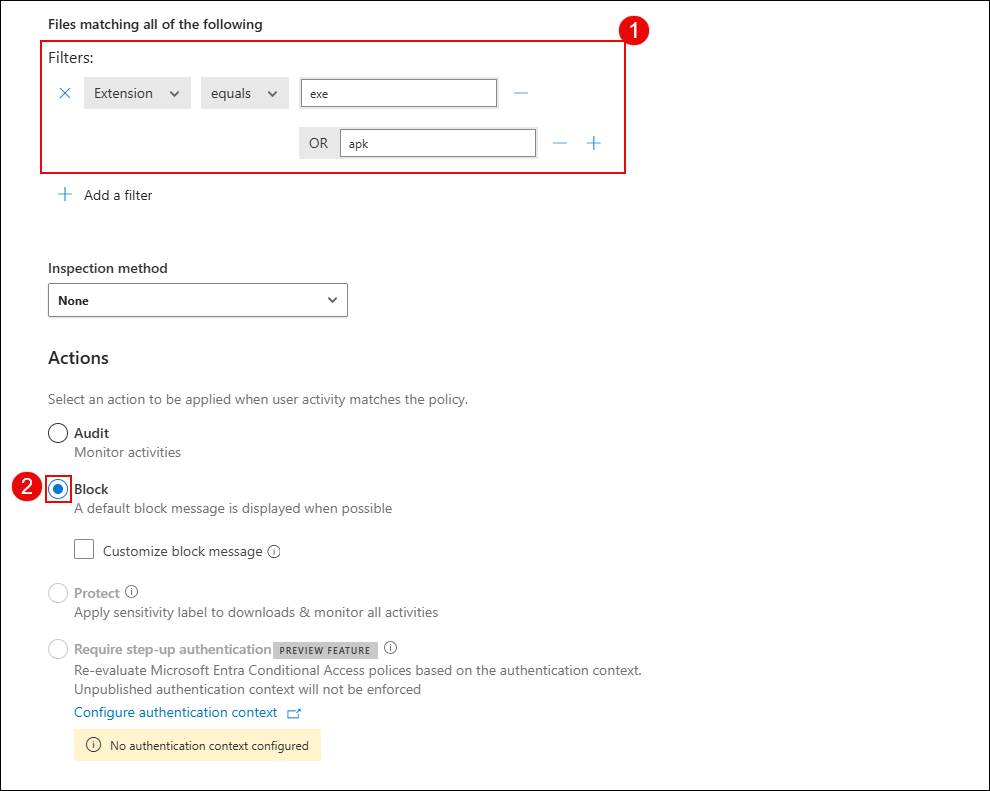 Files matching all of the following
1
Filters:
Extension equals exe
OR apk
Add a filter
Inspection method
None
Actions
Select an action to be applied when user activity matches the policy.
Audit
Monitor activities
2
Block
A default block message is displayed when possible
Customize block message
Protect
Apply sensitivity label to downloads & monitor all activities
Require step-up authentication PREVIEW FEATURE
Re-evaluate Microsoft Entra Conditional Access polices based on the authentication context.
Unpublished authentication context will not be enforced
Configure authentication context
No authentication context configured